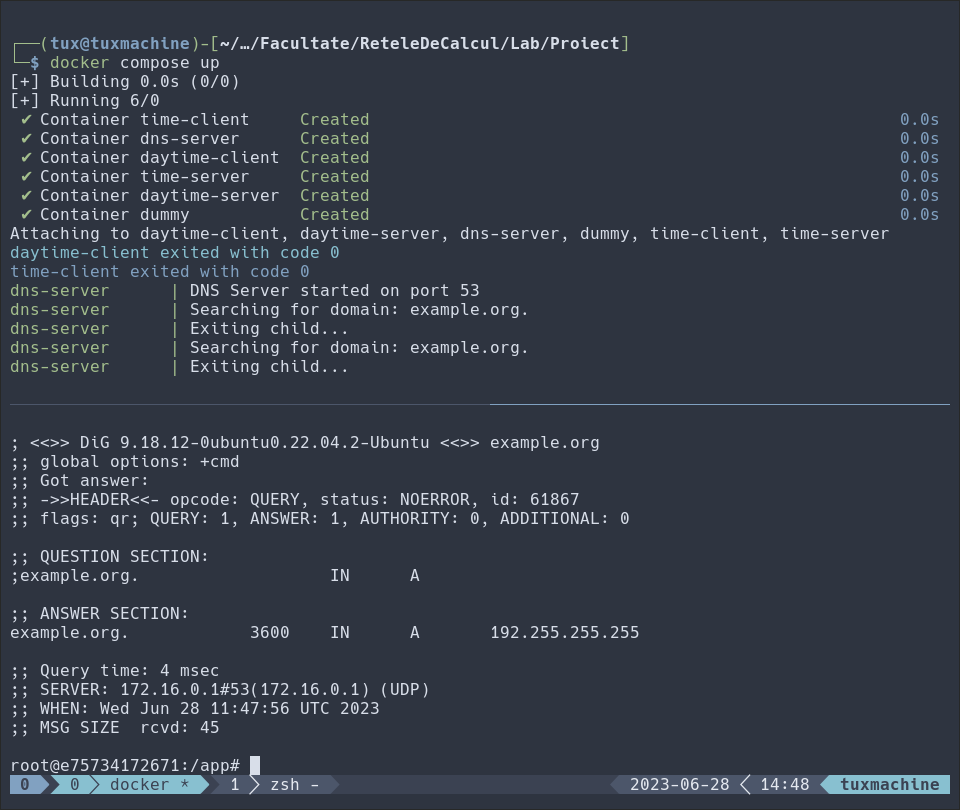 ┌──(tux@tuxmachine)-[~/…/Facultate/ReteleDeCalcul/Lab/Proiect]
└─$ docker compose up
[+] Building 0.0s (0/0)
[+] Running 6/0
 ✔ Container time-client     Created                                                     0.0s
 ✔ Container dns-server      Created                                                     0.0s
 ✔ Container daytime-client  Created                                                     0.0s
 ✔ Container time-server     Created                                                     0.0s
 ✔ Container daytime-server  Created                                                     0.0s
 ✔ Container dummy           Created                                                     0.0s
Attaching to daytime-client, daytime-server, dns-server, dummy, time-client, time-server
daytime-client exited with code 0
time-client exited with code 0
dns-server      | DNS Server started on port 53
dns-server      | Searching for domain: example.org.
dns-server      | Exiting child...
dns-server      | Searching for domain: example.org.
dns-server      | Exiting child...
; <<>> DiG 9.18.12-0ubuntu0.22.04.2-Ubuntu <<>> example.org
;; global options: +cmd
;; Got answer:
;; ->>HEADER<<- opcode: QUERY, status: NOERROR, id: 61867
;; flags: qr; QUERY: 1, ANSWER: 1, AUTHORITY: 0, ADDITIONAL: 0
;; QUESTION SECTION:
;example.org.                   IN      A
;; ANSWER SECTION:
example.org.            3600    IN      A       192.255.255.255
;; Query time: 4 msec
;; SERVER: 172.16.0.1#53(172.16.0.1) (UDP)
;; WHEN: Wed Jun 28 11:47:56 UTC 2023
;; MSG SIZE  rcvd: 45
root@e75734172671:/app#
0  0  docker *  1  zsh -  2023-06-28  14:48  tuxmachine